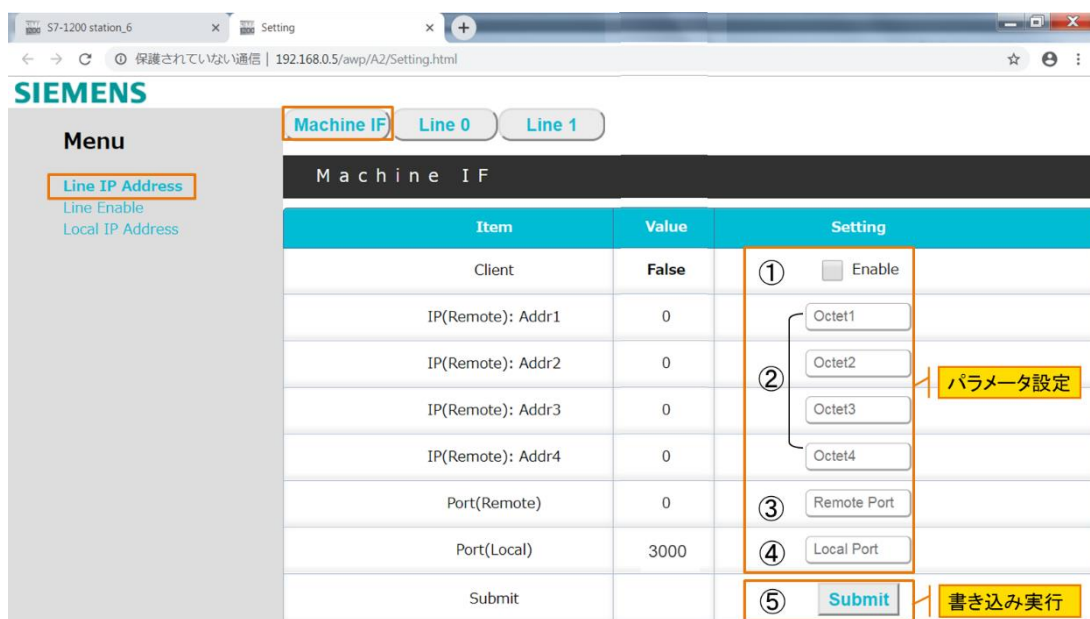 S7-1200 station_6 × Setting × +
保護されていない通信 | 192.168.0.5/awp/A2/Setting.html
SIEMENS
Menu
Line IP Address
Line Enable
Local IP Address
Machine IF Line 0 Line 1
Machine IF
Item Value Setting
Client False ① Enable
IP(Remote): Addr1 0 Octet1
IP(Remote): Addr2 0 ② Octet2
パラメータ設定
IP(Remote): Addr3 0 Octet3
IP(Remote): Addr4 0 Octet4
Port(Remote) 0 ③ Remote Port
Port(Local) 3000 ④ Local Port
Submit ⑤ Submit 書き込み実行